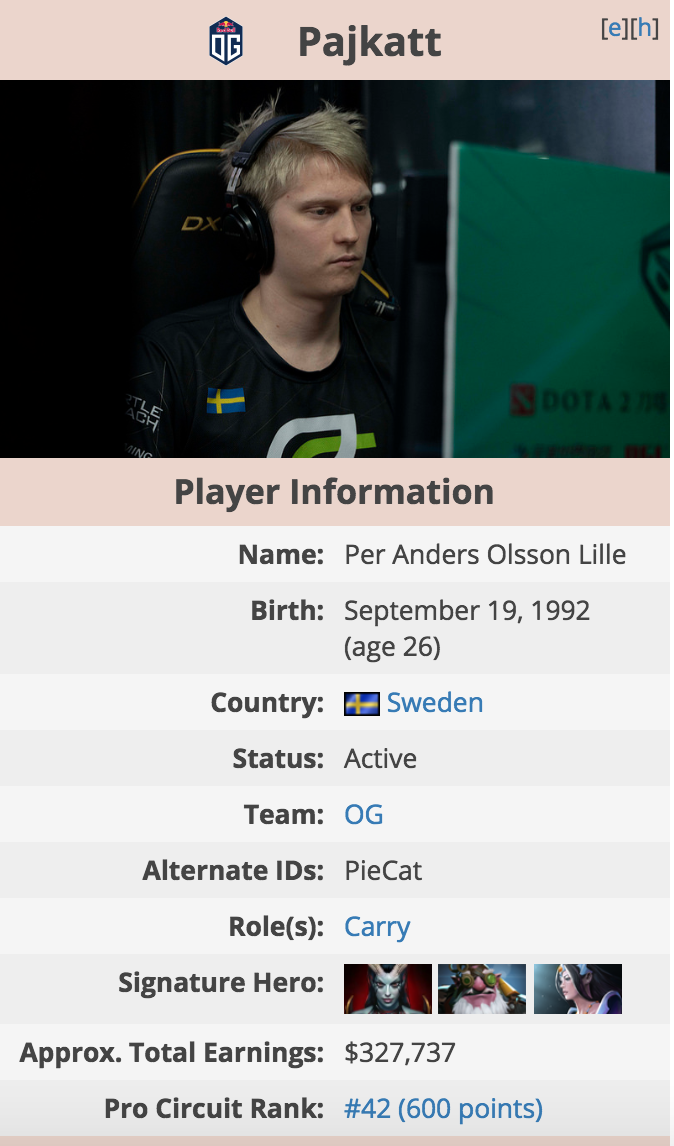 OG
Pajkatt
[e][h]
DX
DOTA 2
Player Information
Name: Per Anders Olsson Lille
Birth: September 19, 1992
(age 26)
Country: Sweden
Status: Active
Team: OG
Alternate IDs: PieCat
Role(s): Carry
Signature Hero:
Approx. Total Earnings: $327,737
Pro Circuit Rank: #42 (600 points)